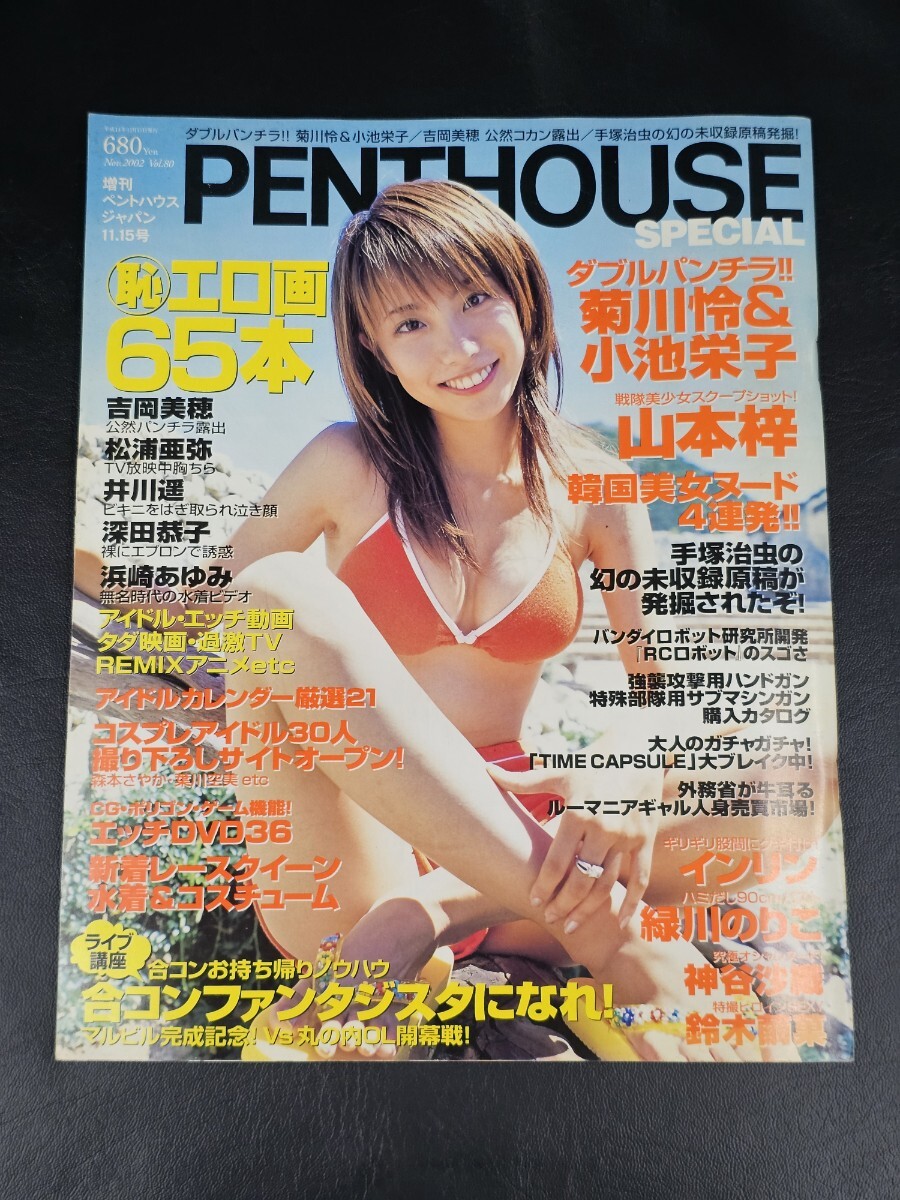 ダブルパンチラ!! 菊川怜&小池栄子/吉岡美穂 公然コカン露出/手塚治虫の幻の未収録原稿発掘!
680Yen
Nov.2002 Vol.80
PENTHOUSE
SPECIAL
増刊
ペントハウス
ジャパン
11.15号
恥エロ画
65本
吉岡美穂
公然パンチラ露出
松浦亜弥
TV放映中胸ちら
井川遥
ビキニをはぎ取られ泣き顔
深田恭子
裸にエプロンで誘惑
浜崎あゆみ
無名時代の水着ビデオ
アイドル・エッチ動画
タダ映画・過激TV
REMIXアニメetc
アイドルカレンダー厳選21
コスプレアイドル30人
撮り下ろしサイトオープン!
森本さやか・葉川空美 etc
CG・ポリゴン・ゲーム機能!
エッチDVD36
新着レースクイーン
水着&コスチューム
ライブ
講座
合コンお持ち帰りノウハウ
合コンファンタジスタになれ!
マルビル完成記念! Vs丸の内OL開幕戦!
ダブルパンチラ!!
菊川怜&
小池栄子
戦隊美少女スクープショット!
山本梓
韓国美女ヌード
4連発!!
手塚治虫の
幻の未収録原稿が
発掘されたぞ!
バンダイロボット研究所開発
『RCロボット』のスゴさ
強襲攻撃用ハンドガン
特殊部隊用サブマシンガン
購入カタログ
大人のガチャガチャ!
「TIME CAPSULE」大ブレイク中!
外務省が牛耳る
ルーマニアギャル人身売買市場!
ギリギリ股間に
インリン
緑川のりこ
神谷沙織
鈴木